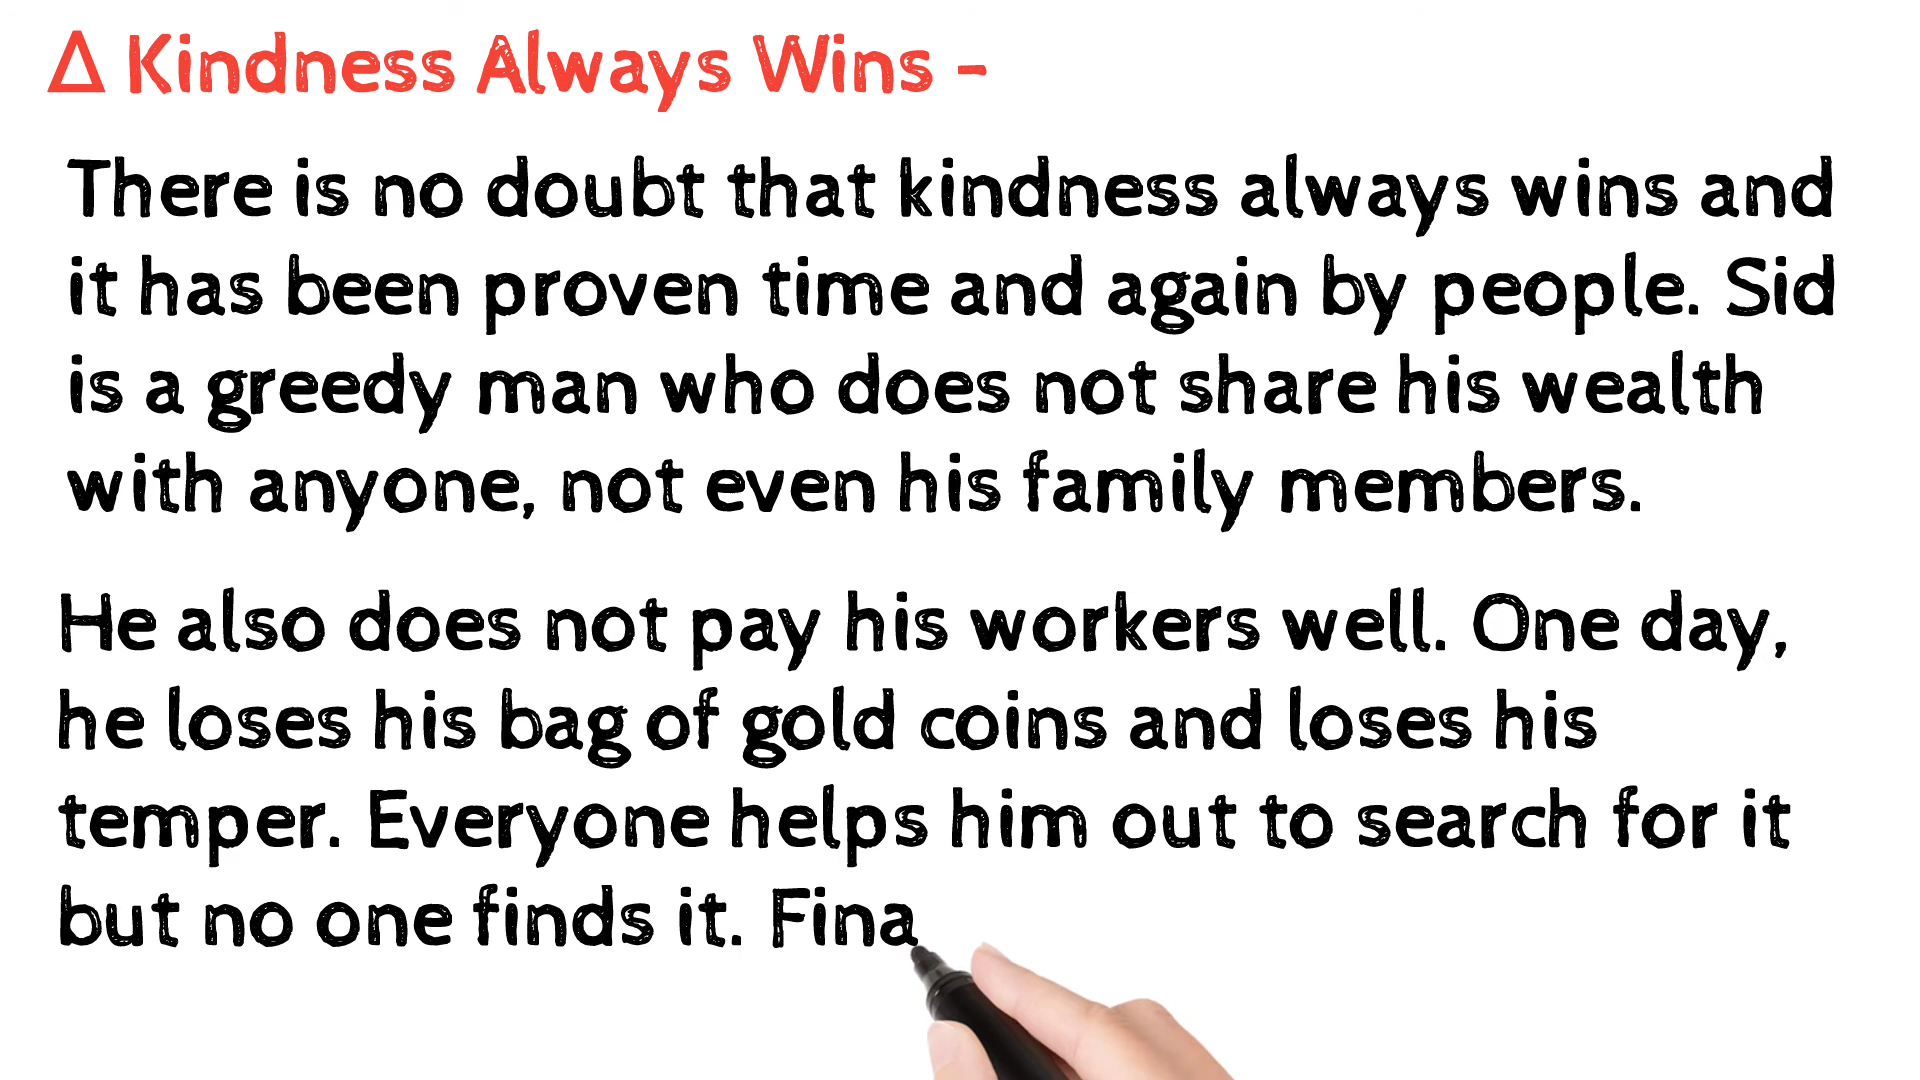 Δ Kindness Always Wins -
There is no doubt that kindness always wins and
it has been proven time and again by people. Sid
is a greedy man who does not share his wealth
with anyone, not even his family members.
He also does not pay his workers well. One day,
he loses his bag of gold coins and loses his
temper. Everyone helps him out to search for it
but no one finds it. Fina